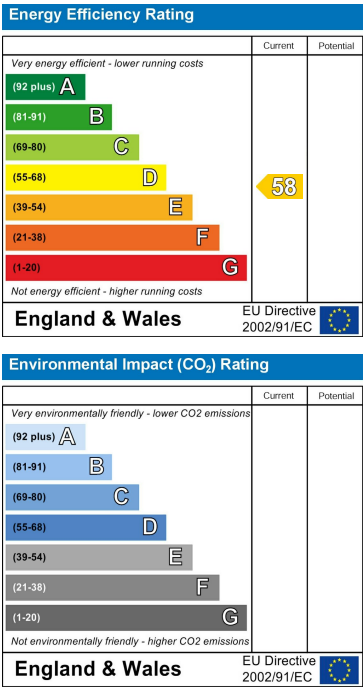 Energy Efficiency Rating
Current Potential
Very energy efficient - lower running costs
(92 plus) A
(81-91) B
(69-80) C
(55-68) D
58
(39-54) E
(21-38) F
(1-20) G
Not energy efficient - higher running costs
England & Wales
EU Directive
2002/91/EC
Environmental Impact (CO₂) Rating
Current Potential
Very environmentally friendly - lower CO2 emissions
(92 plus) A
(81-91) B
(69-80) C
(55-68) D
(39-54) E
(21-38) F
(1-20) G
Not environmentally friendly - higher CO2 emissions
England & Wales
EU Directive
2002/91/EC